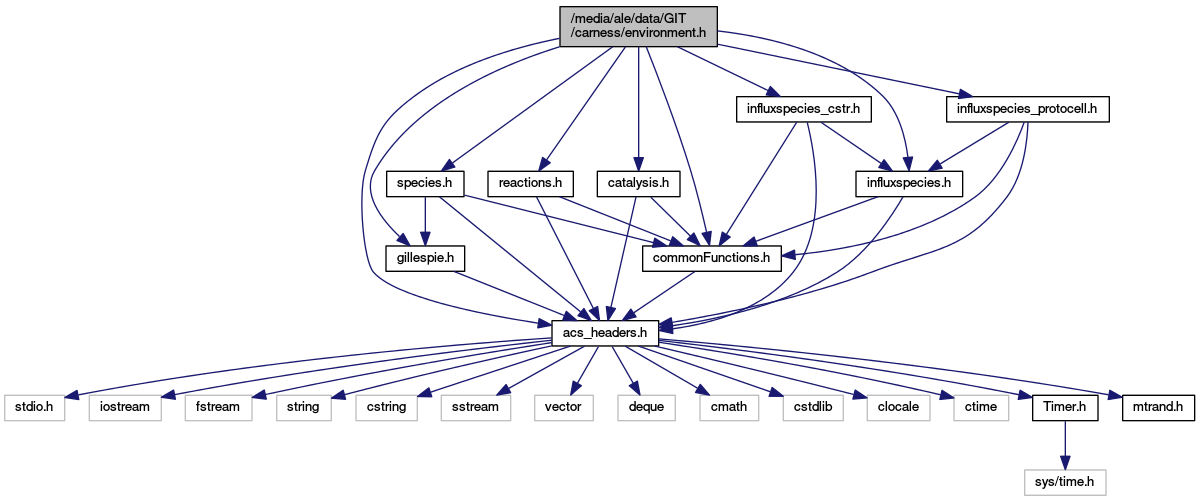 /media/ale/data/GIT
/carness/environment.h
influxspecies_cstr.h
influxspecies_protocell.h
species.h
reactions.h
catalysis.h
influxspecies.h
gillespie.h
commonFunctions.h
acs_headers.h
stdio.h
iostream
fstream
string
cstring
sstream
vector
deque
cmath
cstdlib
clocale
ctime
Timer.h
mtrand.h
sys/time.h